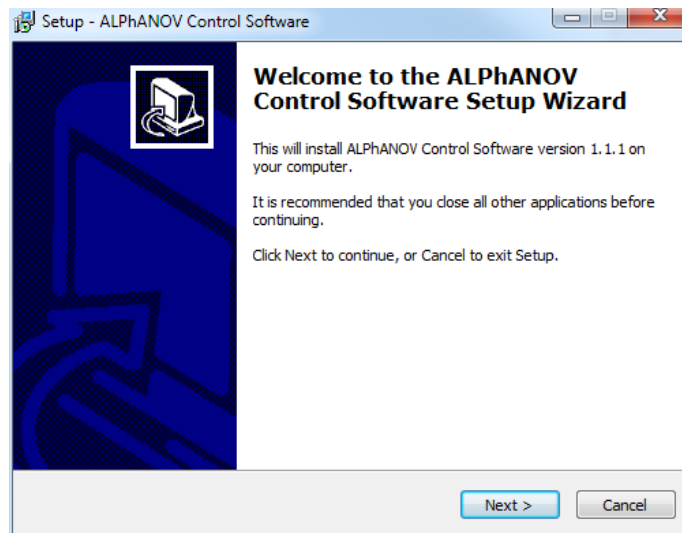 Setup - ALPhANOV Control Software
Welcome to the ALPhANOV
Control Software Setup Wizard
This will install ALPhANOV Control Software version 1.1.1 on
your computer.
It is recommended that you close all other applications before
continuing.
Click Next to continue, or Cancel to exit Setup.
Next >
Cancel